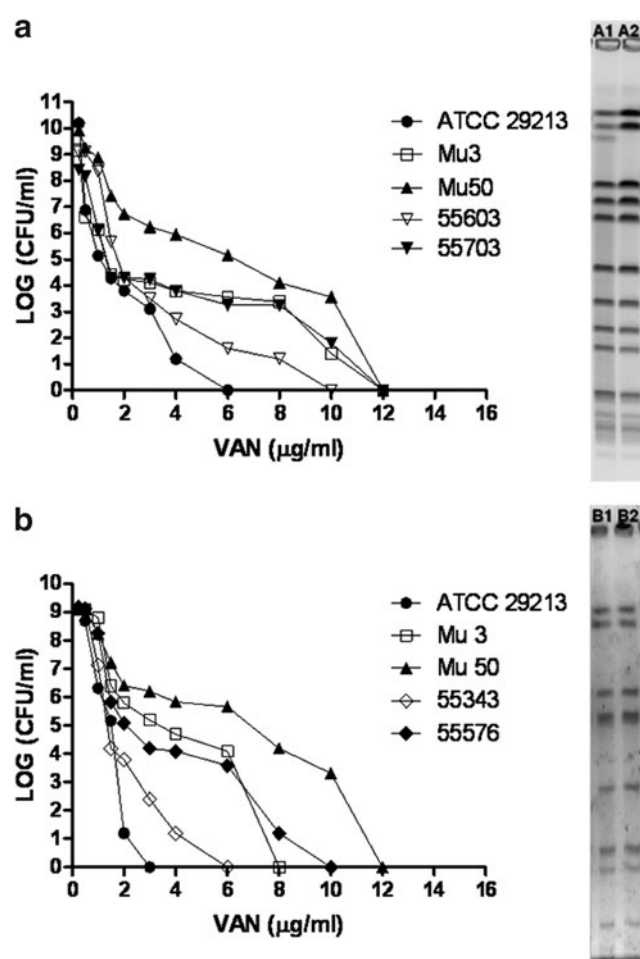 a
A1 A2
11
10
9
8
7
6
5
4
3
2
1
0
LOG (CFU/ml)
0 2 4 6 8 10 12 14 16
VAN (μg/ml)
ATCC 29213
Mu3
Mu50
55603
55703
b
B1 B2
10
9
8
7
6
5
4
3
2
1
0
LOG (CFU/ml)
0 2 4 6 8 10 12 14 16
VAN (μg/ml)
ATCC 29213
Mu 3
Mu 50
55343
55576